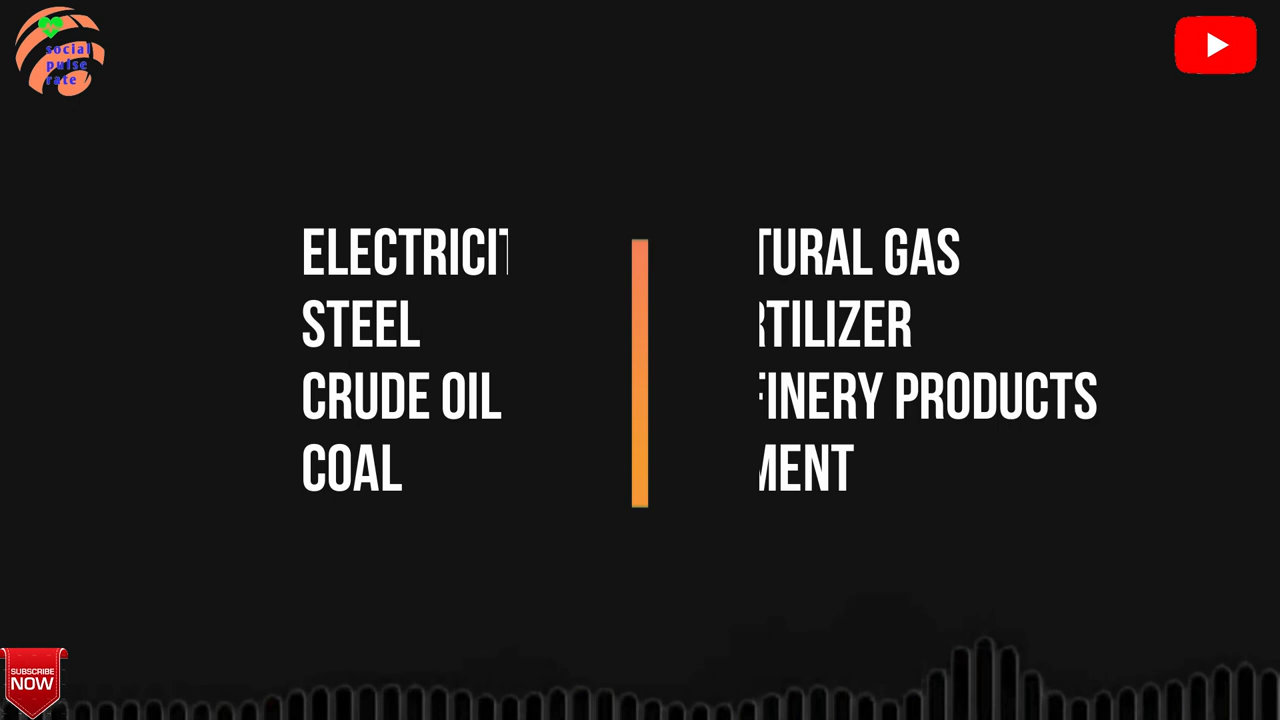 social
pulse
rate
ELECTRICIT
STEEL
CRUDE OIL
COAL
TURAL GAS
RTILIZER
FINERY PRODUCTS
MENT
SUBSCRIBE
NOW